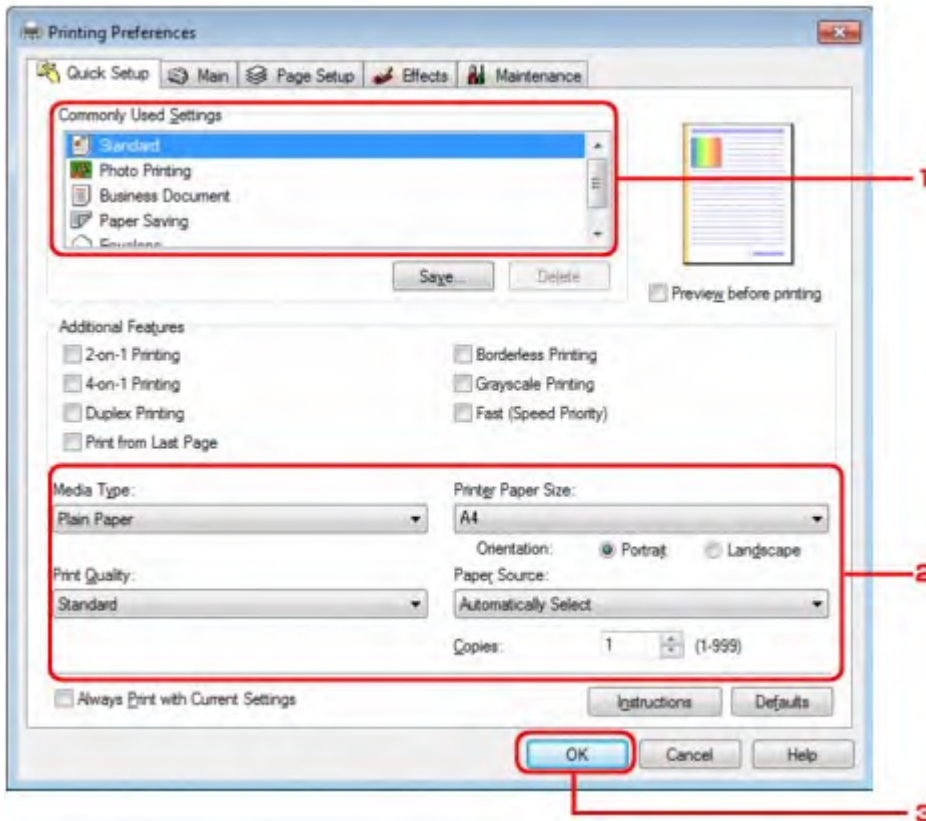 Printing Preferences
Quick Setup Main Page Setup Effects Maintenance
Commonly Used Settings
Standard
Photo Printing
Business Document
Paper Saving
Envelope
1
Save... Delete
Preview before printing
Additional Features
2-on-1 Printing
Borderless Printing
4-on-1 Printing
Grayscale Printing
Duplex Printing
Fast (Speed Priority)
Print from Last Page
Media Type:
Printer Paper Size:
Plain Paper
A4
Orientation: Portrait Landscape
2
Print Quality:
Paper Source:
Standard
Automatically Select
Copies: 1 (1-999)
Always Print with Current Settings
Instructions Defaults
OK Cancel Help
3